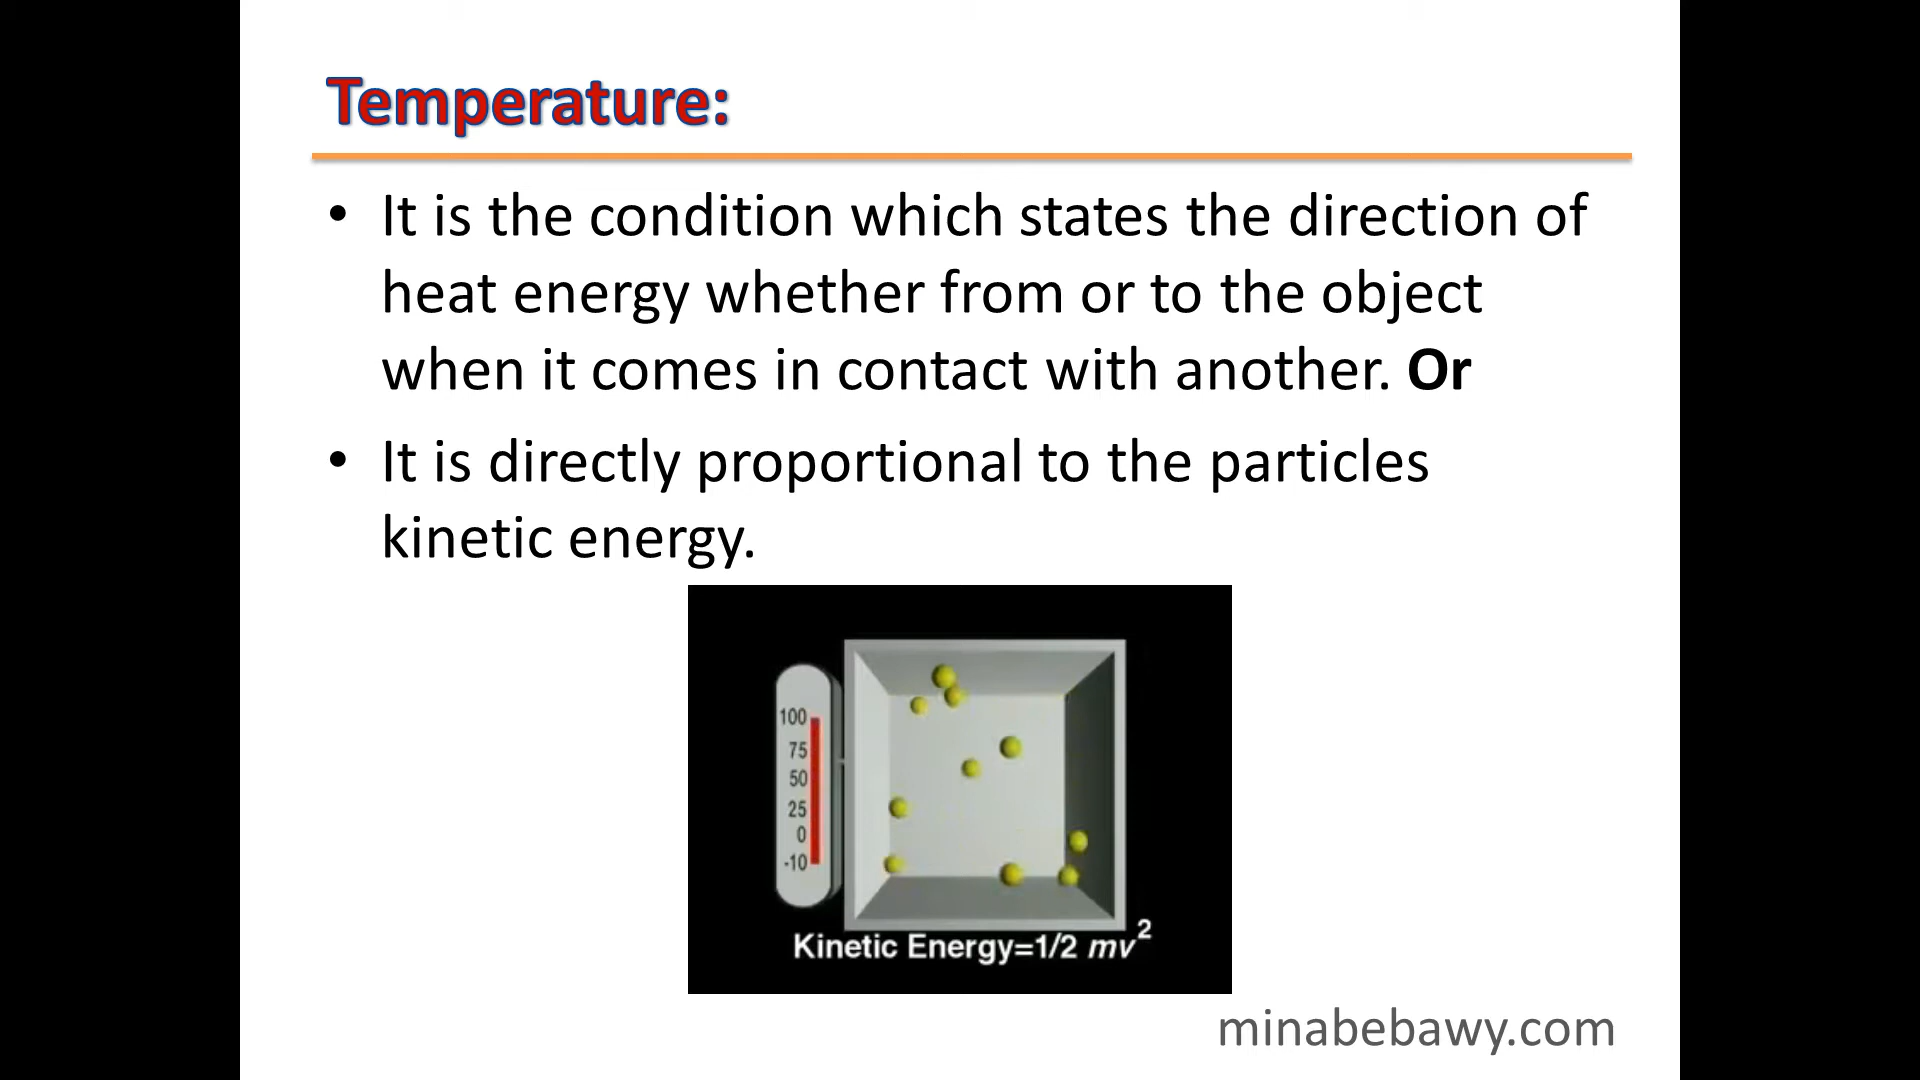 Temperature:
• It is the condition which states the direction of
heat energy whether from or to the object
when it comes in contact with another. Or
• It is directly proportional to the particles
kinetic energy.
100
75
50
25
0
-10
Kinetic Energy=1/2 mv²
minabebawy.com